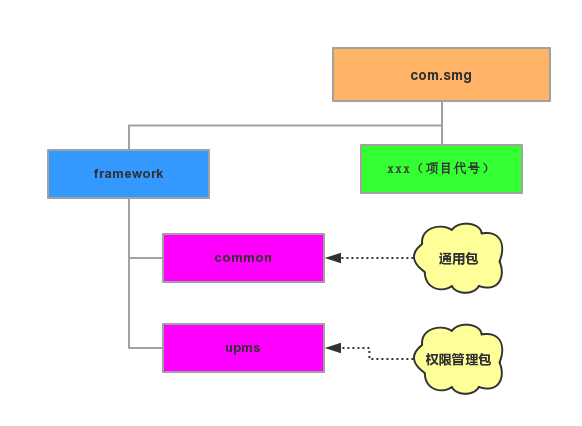 com.smg
framework
xxx（项目代号）
common
通用包
upms
权限管理包